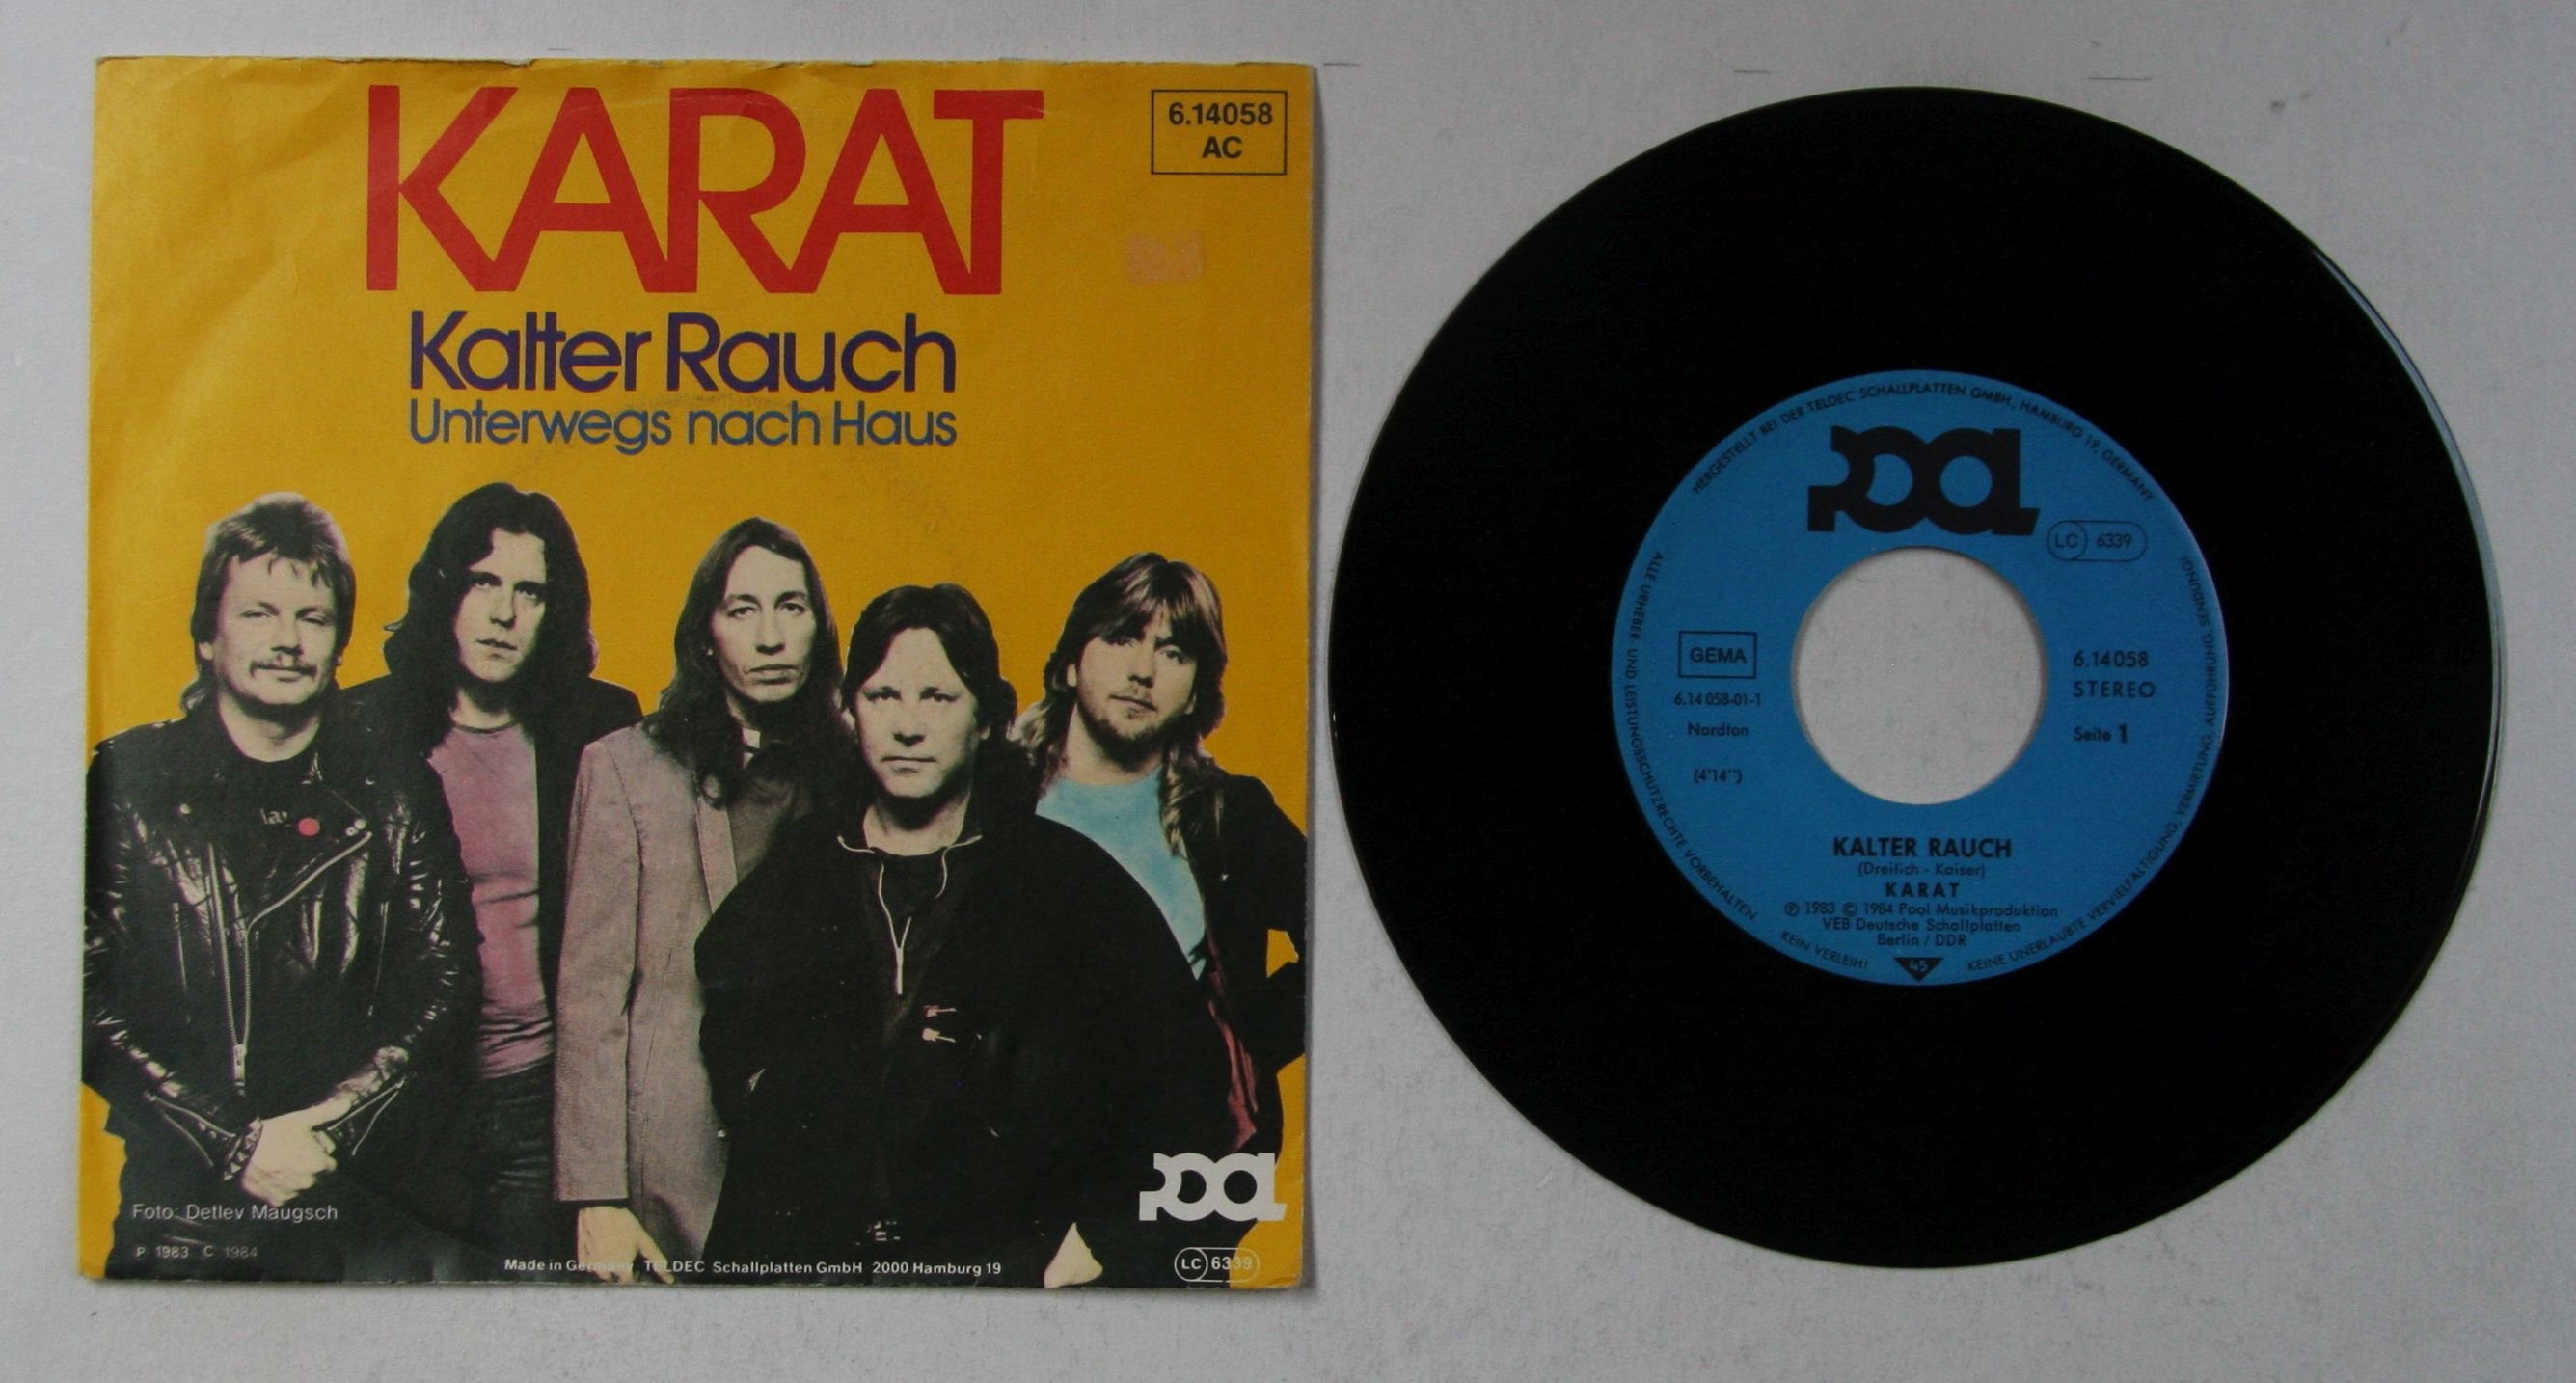 KARAT
6.14058
AC
Kalter Rauch
Unterwegs nach Haus
Foto: Detlev Maugsch
P 1983 C 1984
Made in Germany TELDEC Schallplatten GmbH 2000 Hamburg 19
pool
LC 6339
HERGESTELLT BEI DER TELDEC SCHALLPLATTEN GMBH., HAMBURG 19, GERMANY
pool
LC 6339
GEMA
6.14 058-01-1
Nordton
(4'14'')
6.14058
STEREO
Seite 1
KALTER RAUCH
(Dreilich - Kaiser)
KARAT
Ⓟ 1983 © 1984 Pool Musikproduktion
VEB Deutsche Schallplatten
Berlin / DDR
45
ALLE URHEBER- UND LEISTUNGSSCHUTZRECHTE VORBEHALTEN.
KEIN VERLEIH!
KEINE UNERLAUBTE VERVIELFÄLTIGUNG, VERMIETUNG, AUFFÜHRUNG, SENDUNG!